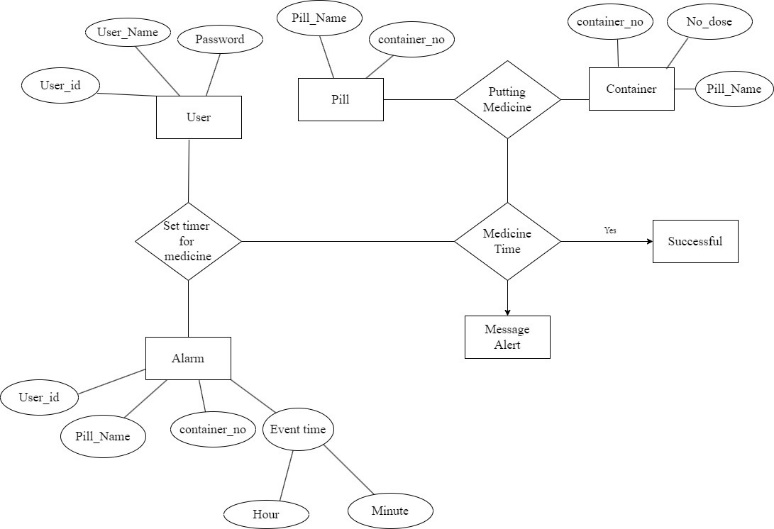 Pill_Name
User_Name
Password
container_no
container_no
No_dose
User_id
Pill
Putting
Medicine
Container
Pill_Name
User
Set timer
for
medicine
Medicine
Time
Yes
Successful
Message
Alert
Alarm
User_id
Pill_Name
container_no
Event time
Hour
Minute